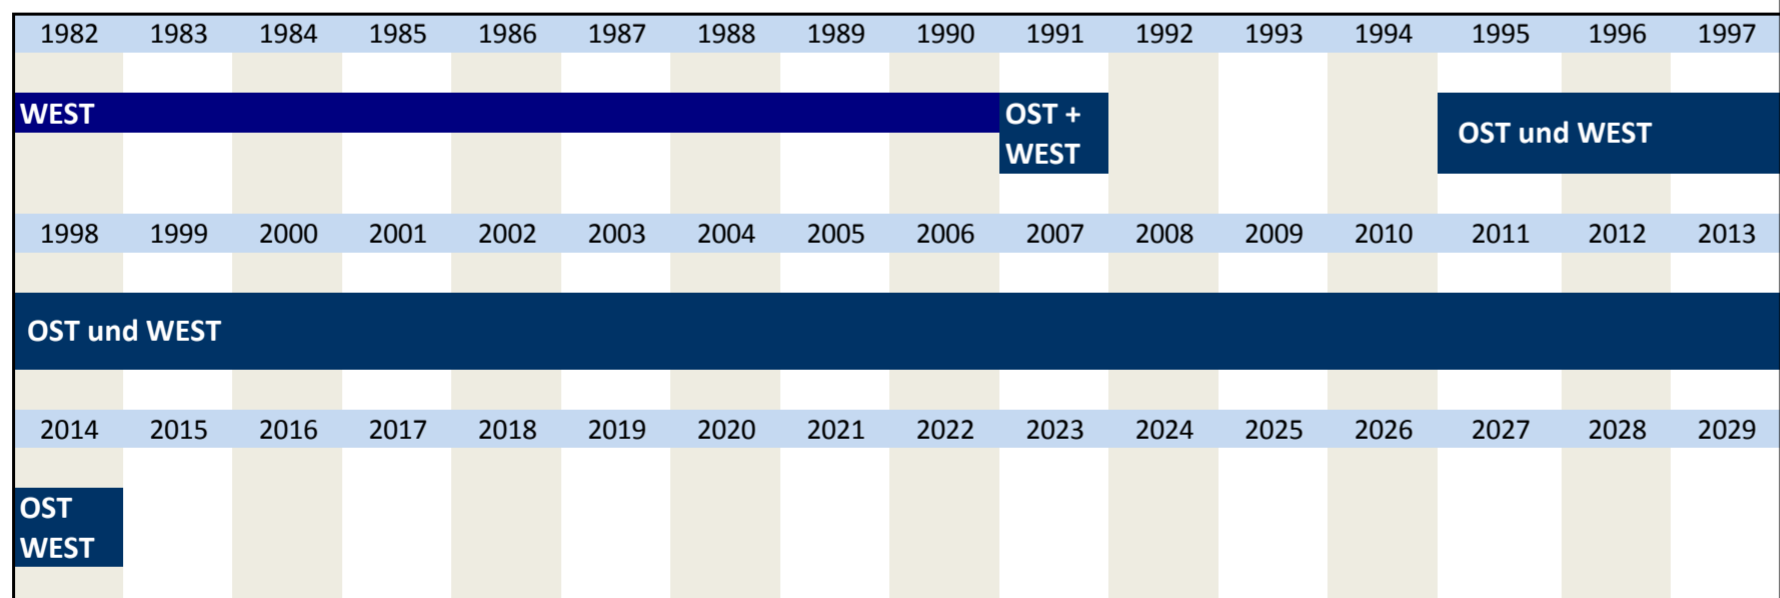 1982 1983 1984 1985 1986 1987 1988 1989 1990 1991 1992 1993 1994 1995 1996 1997
WEST
OST +
WEST
OST und WEST
1998 1999 2000 2001 2002 2003 2004 2005 2006 2007 2008 2009 2010 2011 2012 2013
OST und WEST
2014 2015 2016 2017 2018 2019 2020 2021 2022 2023 2024 2025 2026 2027 2028 2029
OST
WEST